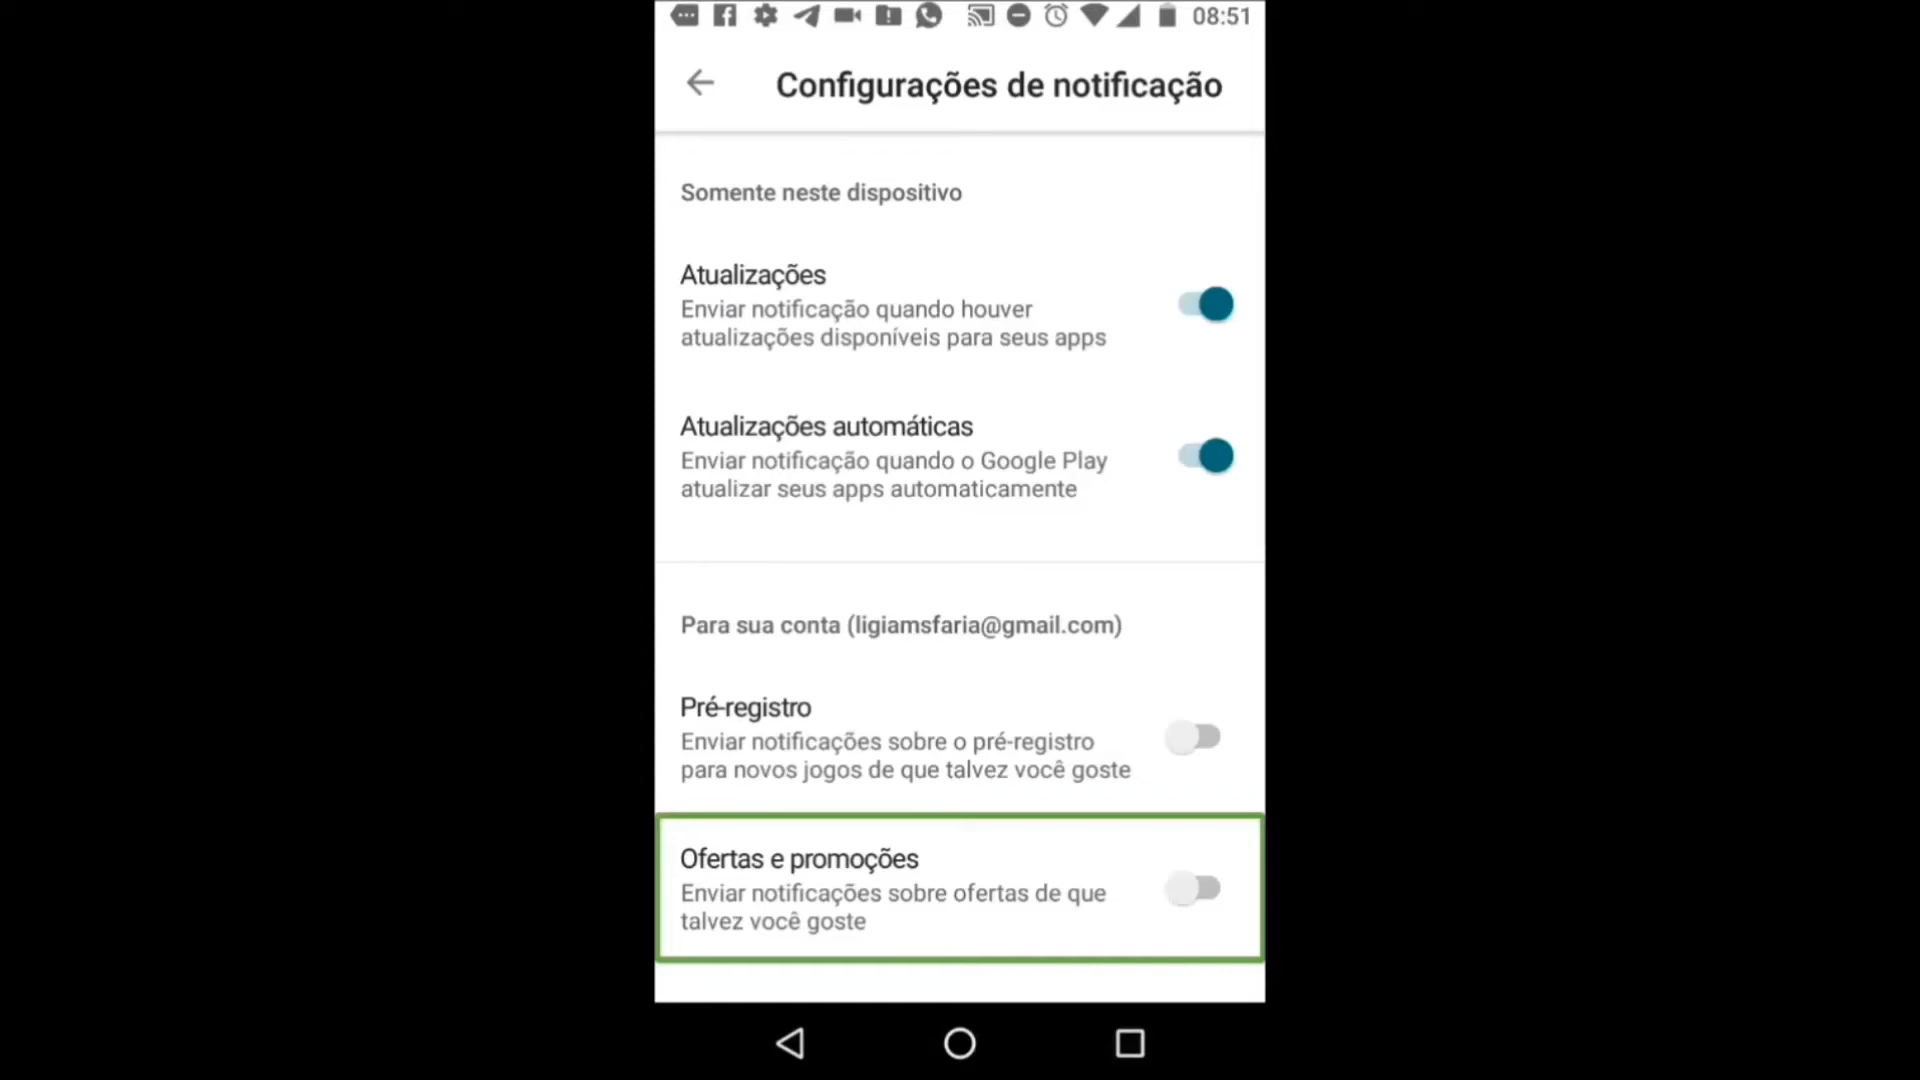 08:51
Configurações de notificação
Somente neste dispositivo
Atualizações
Enviar notificação quando houver
atualizações disponíveis para seus apps
Atualizações automáticas
Enviar notificação quando o Google Play
atualizar seus apps automaticamente
Para sua conta (ligiamsfaria@gmail.com)
Pré-registro
Enviar notificações sobre o pré-registro
para novos jogos de que talvez você goste
Ofertas e promoções
Enviar notificações sobre ofertas de que
talvez você goste